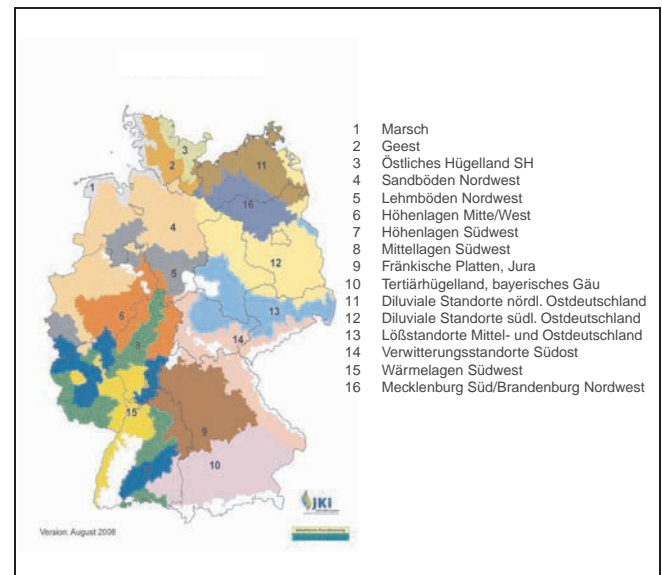 1 Marsch
2 Geest
3 Östliches Hügelland SH
4 Sandböden Nordwest
5 Lehmböden Nordwest
6 Höhenlagen Mitte/West
7 Höhenlagen Südwest
8 Mittellagen Südwest
9 Fränkische Platten, Jura
10 Tertiärhügelland, bayerisches Gäu
11 Diluviale Standorte nördl. Ostdeutschland
12 Diluviale Standorte südl. Ostdeutschland
13 Lößstandorte Mittel- und Ostdeutschland
14 Verwitterungsstandorte Südost
15 Wärmelagen Südwest
16 Mecklenburg Süd/Brandenburg Nordwest
3
2
11
1
16
4
12
5
13
6
14
8
15
9
10
JKI
Version: August 2008